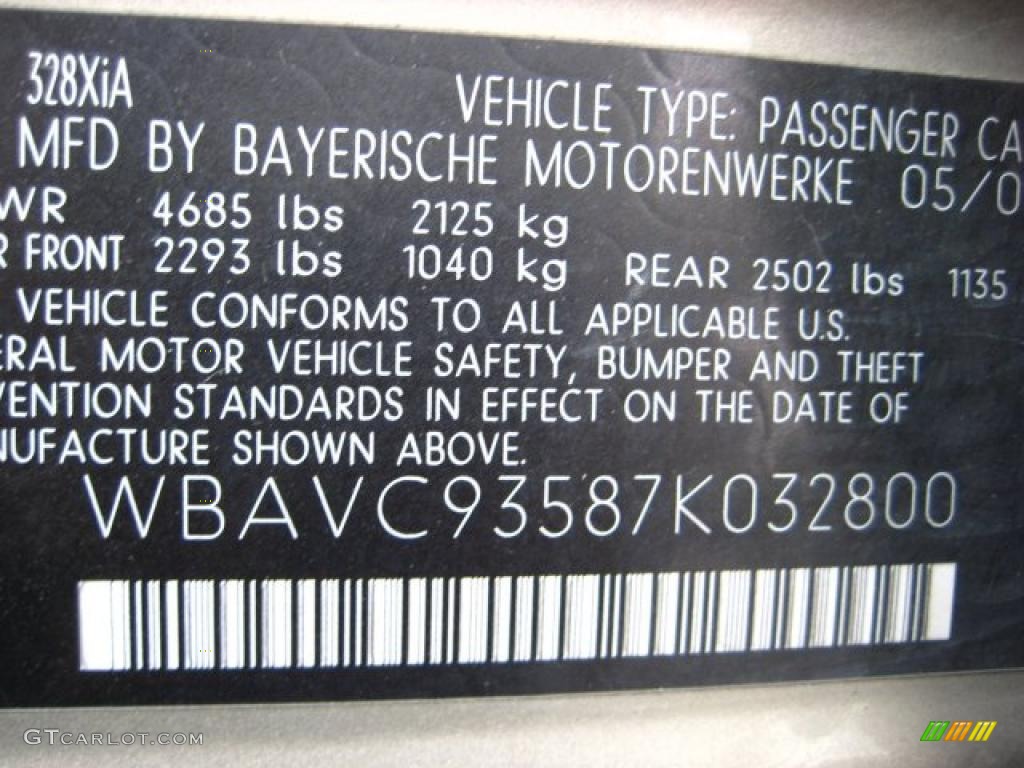 328XiA
VEHICLE TYPE: PASSENGER CA
MFD BY BAYERISCHE MOTORENWERKE 05/0
WR 4685 lbs 2125 kg
R FRONT 2293 lbs 1040 kg REAR 2502 lbs 1135
VEHICLE CONFORMS TO ALL APPLICABLE U.S.
ERAL MOTOR VEHICLE SAFETY, BUMPER AND THEFT
VENTION STANDARDS IN EFFECT ON THE DATE OF
NUFACTURE SHOWN ABOVE.
WBAVC93587K032800
GTCARLOT.COM